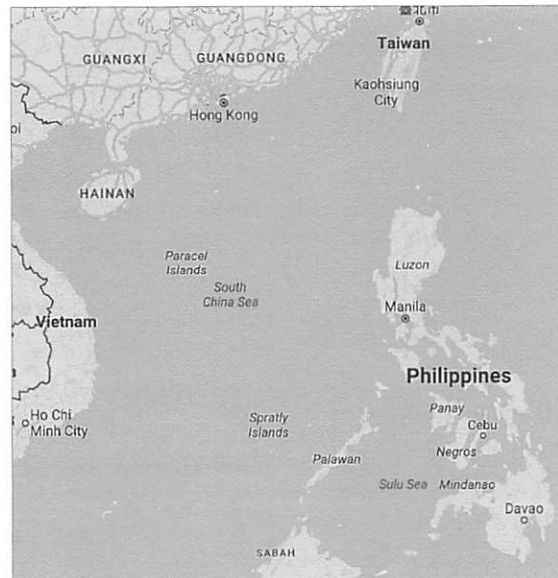 Taiwan
GUANGXI
GUANGDONG
Kaohsiung
City
Hong Kong
HAINAN
Paracel
Islands
South
China Sea
Luzon
Manila
Vietnam
Philippines
Ho Chi
Minh City
Spratly
Islands
Panay
Cebu
Negros
Palawan
Sulu Sea
Mindanao
Davao
SABAH